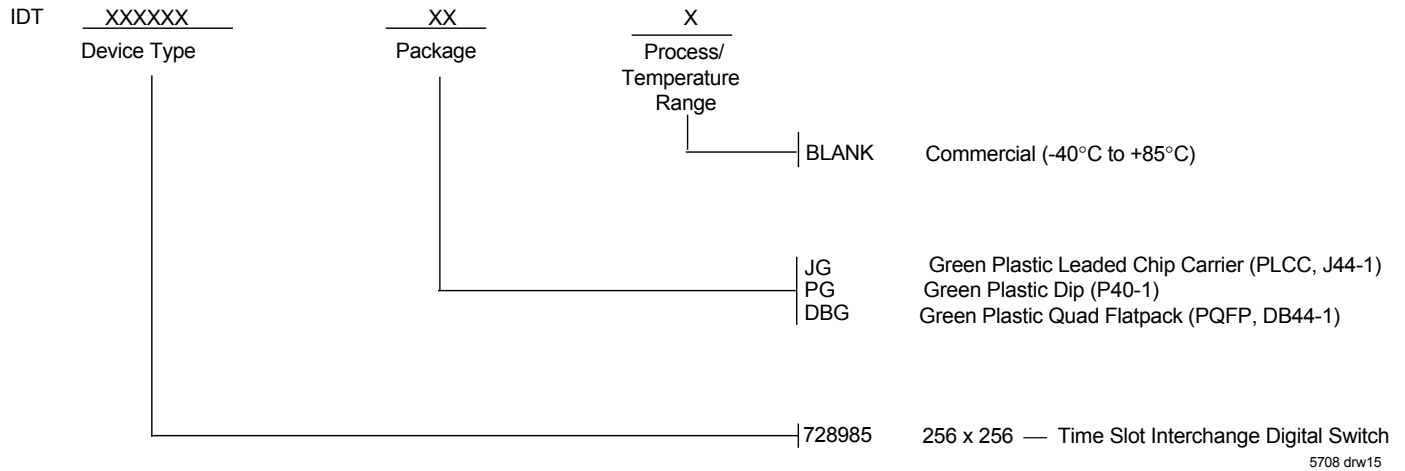 IDT XXXXXX XX X
Device Type Package Process/
Temperature
Range
BLANK Commercial (-40°C to +85°C)
JG Green Plastic Leaded Chip Carrier (PLCC, J44-1)
PG Green Plastic Dip (P40-1)
DBG Green Plastic Quad Flatpack (PQFP, DB44-1)
728985 256 x 256 — Time Slot Interchange Digital Switch
5708 drw15